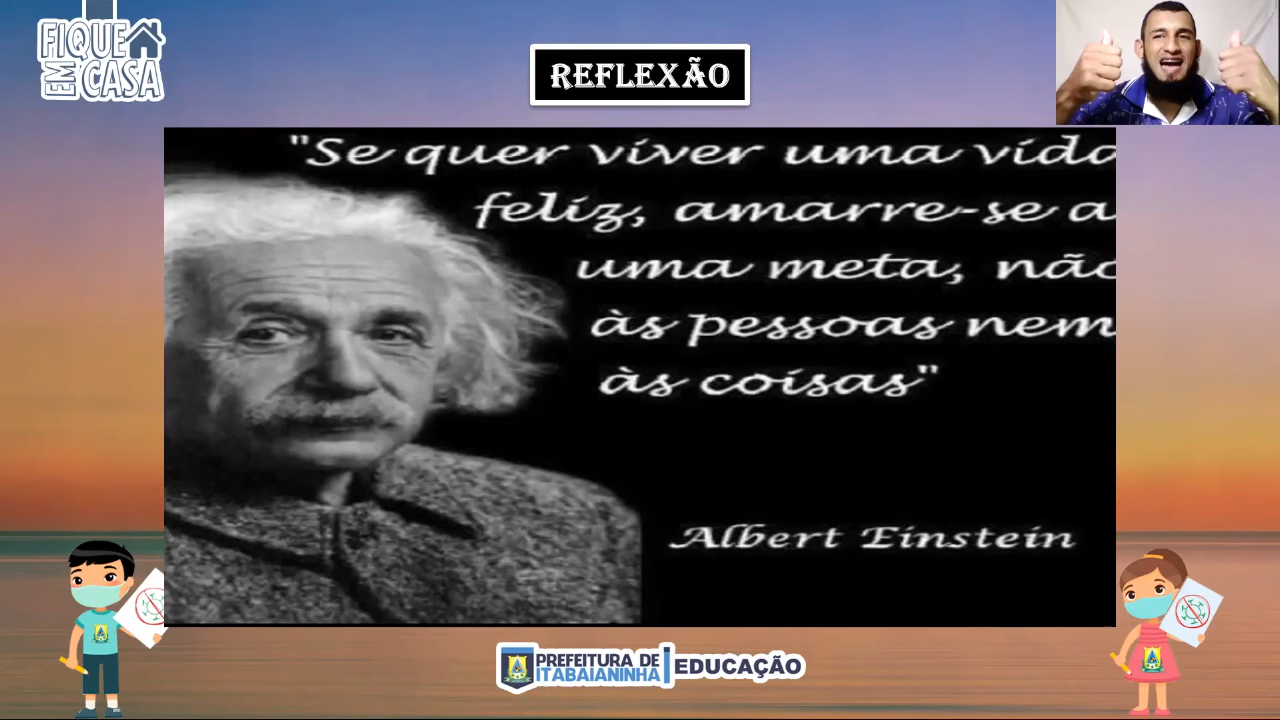 FIQUE
EM CASA
REFLEXÃO
"Se quer viver uma vida
feliz, amarre-se a
uma meta, não
às pessoas nem
às coisas"
Albert Einstein
PREFEITURA DE
ITABAIANINHA
EDUCAÇÃO